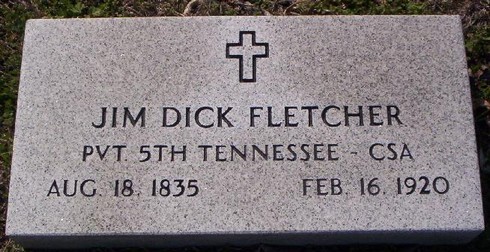 JIM DICK FLETCHER
PVT. 5TH TENNESSEE - CSA
AUG. 18. 1835 FEB. 16. 1920